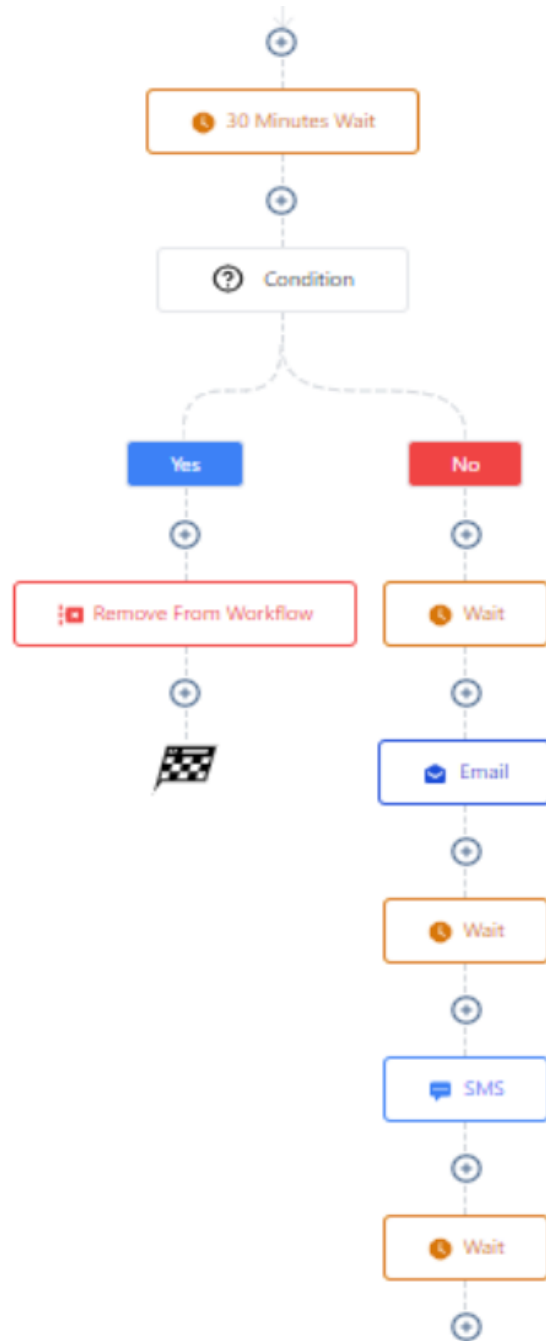 30 Minutes Wait
Condition
Yes
No
Remove From Workflow
Wait
Email
Wait
SMS
Wait